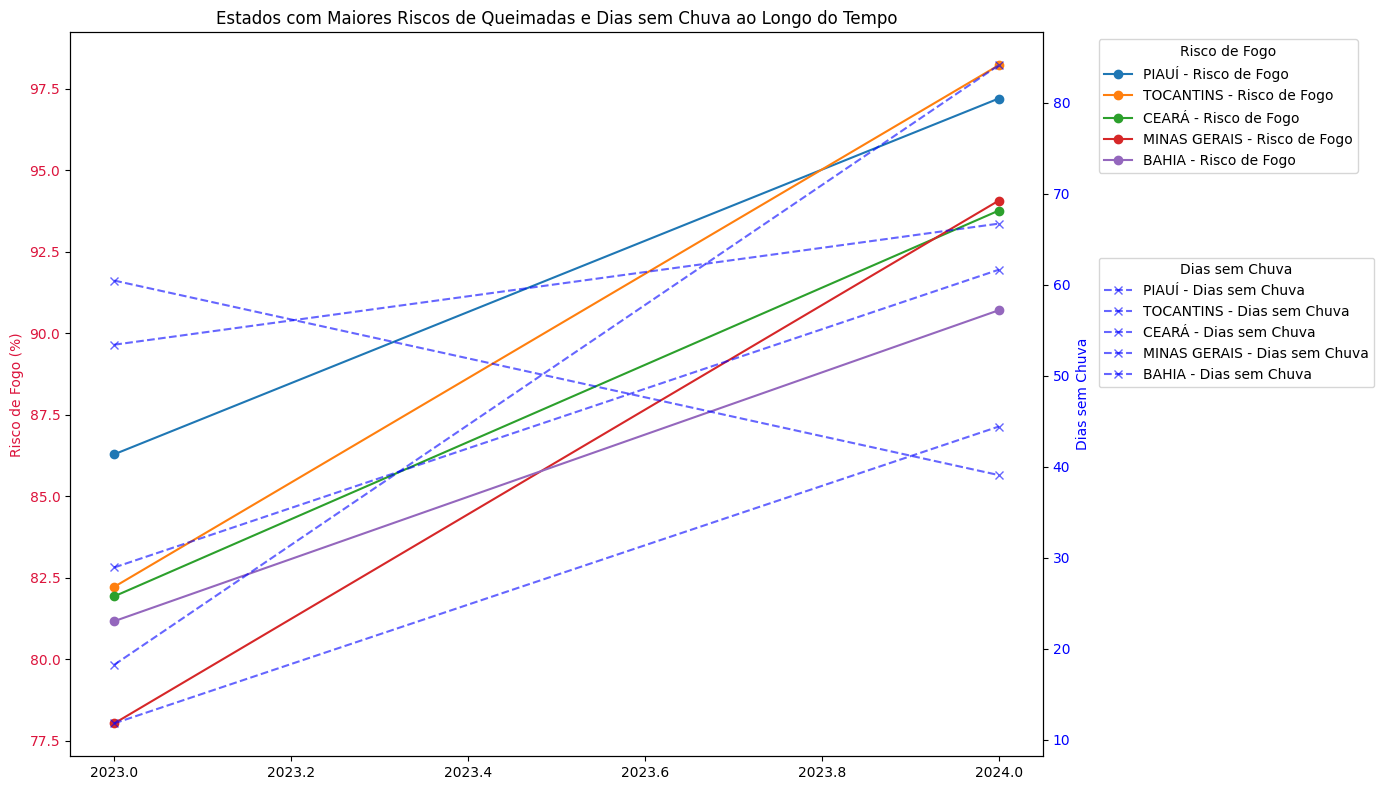 Estados com Maiores Riscos de Queimadas e Dias sem Chuva ao Longo do Tempo
Risco de Fogo (%)
97.5
95.0
92.5
90.0
87.5
85.0
82.5
80.0
77.5
2023.0
2023.2
2023.4
2023.6
2023.8
2024.0
80
70
60
50
40
30
20
10
Dias sem Chuva
Risco de Fogo
PIAUÍ - Risco de Fogo
TOCANTINS - Risco de Fogo
CEARÁ - Risco de Fogo
MINAS GERAIS - Risco de Fogo
BAHIA - Risco de Fogo
Dias sem Chuva
PIAUÍ - Dias sem Chuva
TOCANTINS - Dias sem Chuva
CEARÁ - Dias sem Chuva
MINAS GERAIS - Dias sem Chuva
BAHIA - Dias sem Chuva